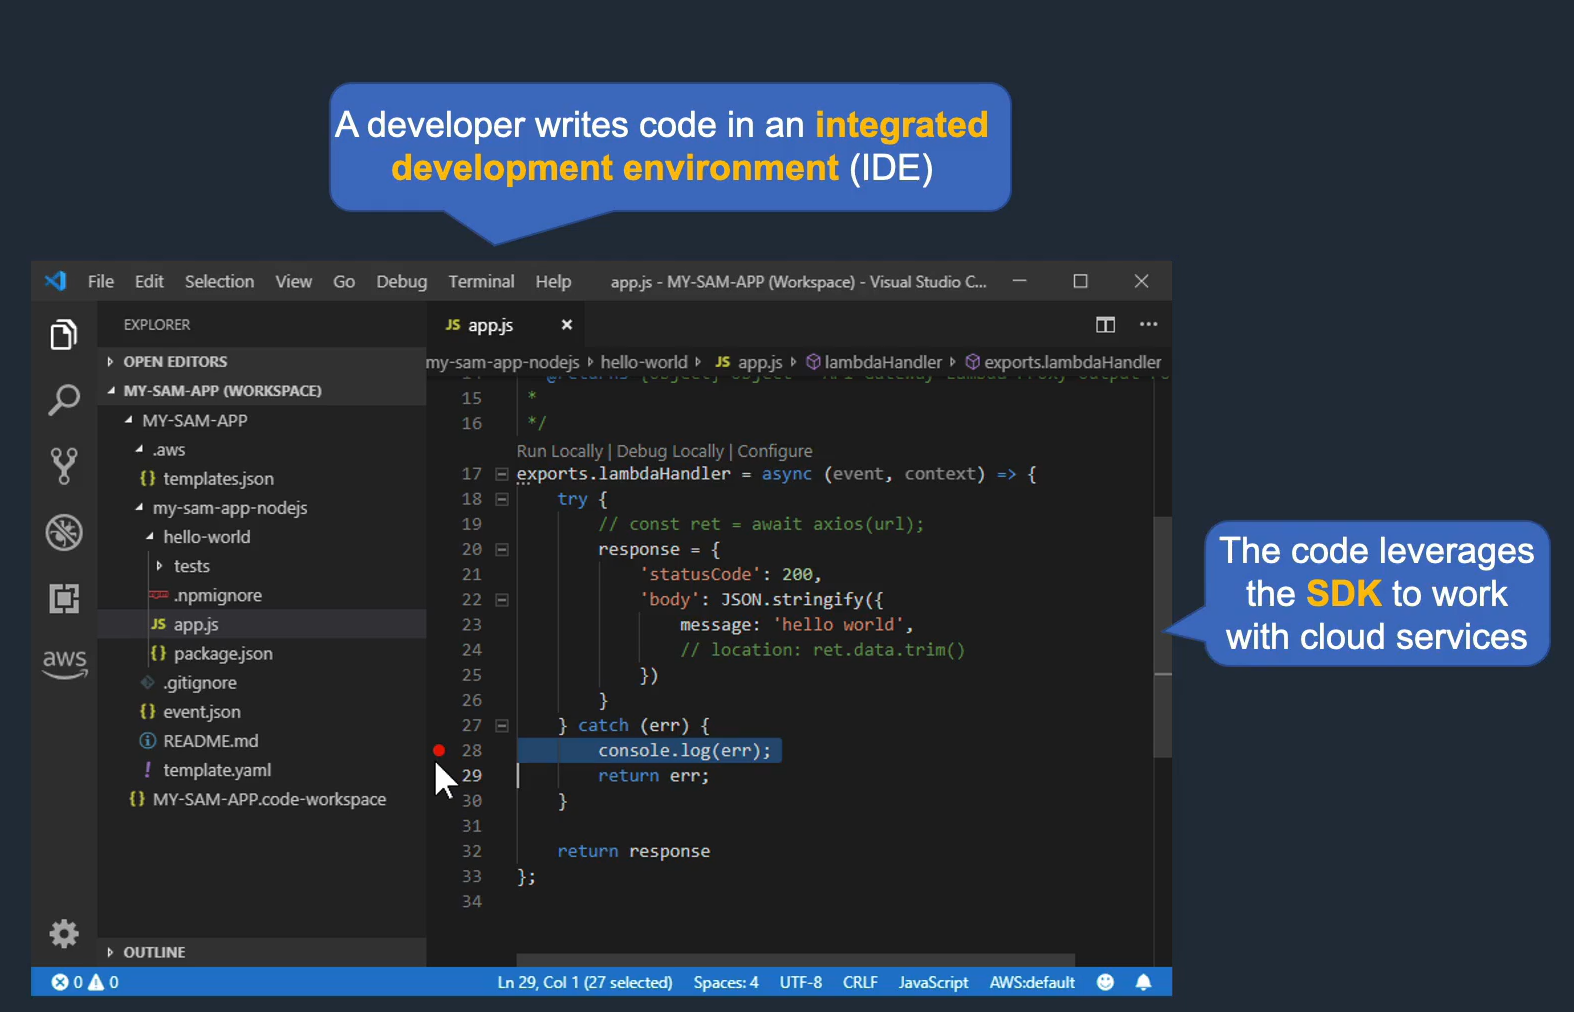 A developer writes code in an integrated
development environment (IDE)
File Edit Selection View Go Debug Terminal Help app.js - MY-SAM-APP (Workspace) - Visual Studio C...
EXPLORER
JS app.js
OPEN EDITORS
MY-SAM-APP (WORKSPACE)
MY-SAM-APP
.aws
{} templates.json
my-sam-app-nodejs
hello-world
tests
.npmignore
JS app.js
{} package.json
.gitignore
{} event.json
README.md
! template.yaml
{} MY-SAM-APP.code-workspace
OUTLINE
aws
my-sam-app-nodejs hello-world JS app.js lambdaHandler exports.lambdaHandler
15 *
16 */
Run Locally | Debug Locally | Configure
17 exports.lambdaHandler = async (event, context) => {
18 try {
19 // const ret = await axios(url);
20 response = {
21 'statusCode': 200,
22 'body': JSON.stringify({
23 message: 'hello world',
24 // location: ret.data.trim()
25 })
26 }
27 } catch (err) {
28 console.log(err);
29 return err;
30 }
31
32 return response
33 };
34
The code leverages
the SDK to work
with cloud services
0 0 Ln 29, Col 1 (27 selected) Spaces: 4 UTF-8 CRLF JavaScript AWS:default